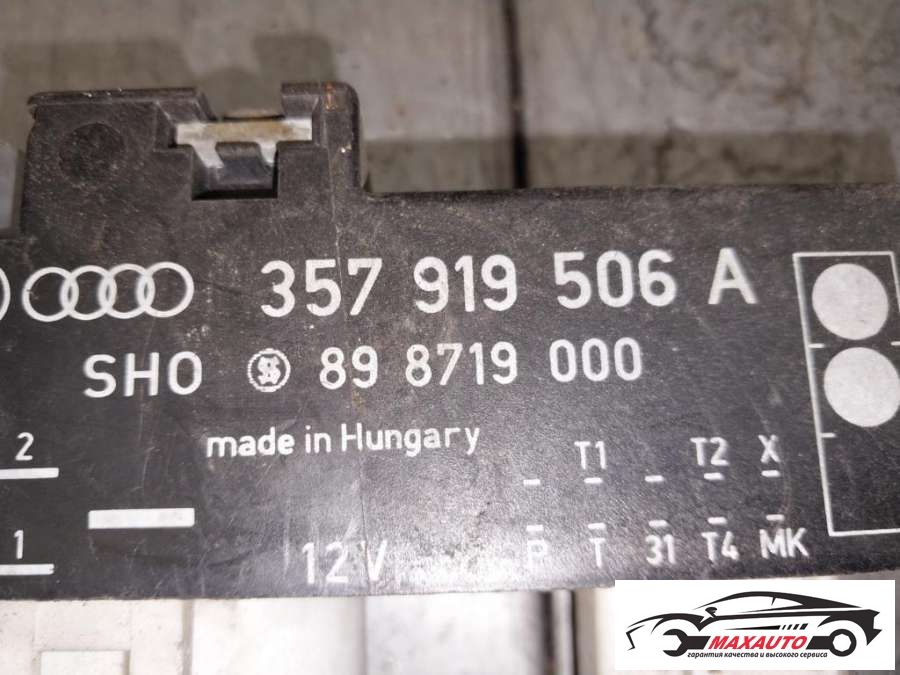 357 919 506 A
SHO 89 8719 000
made in Hungary
2
T1 T2 X
1
12V
P T 31 T4 MK
MAXAUTO
гарантия качества и высокого сервиса